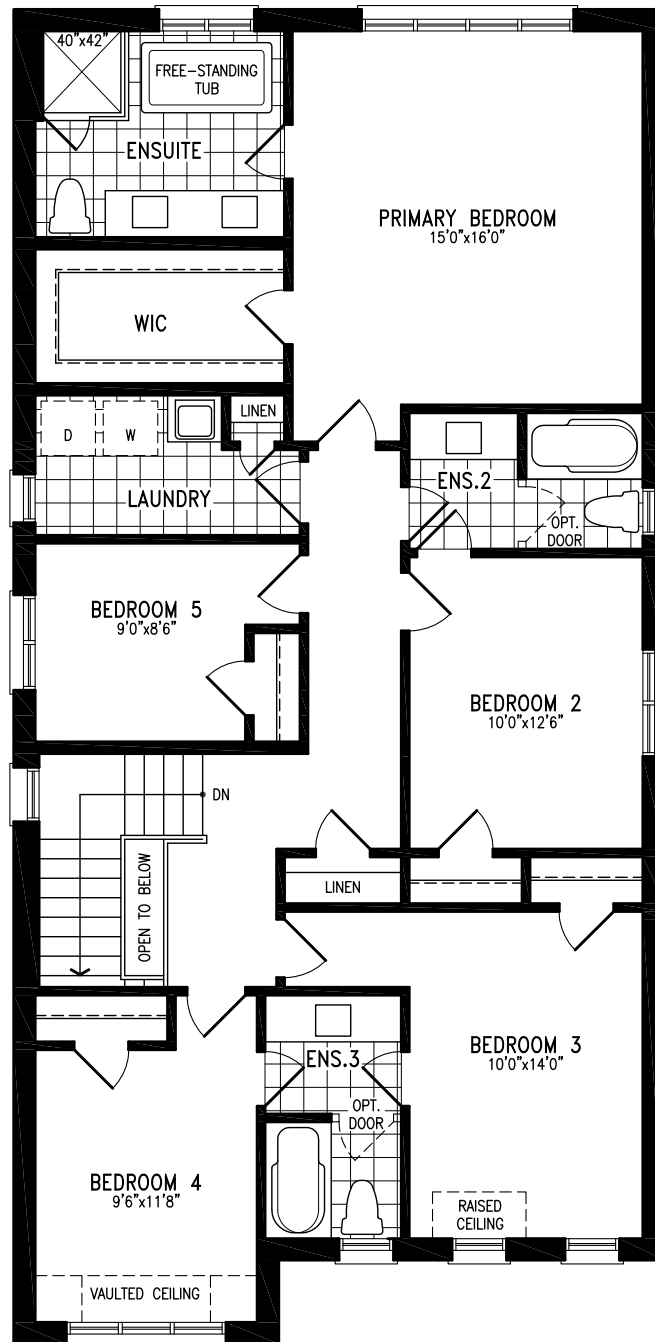 40"x42"
FREE-STANDING
TUB
ENSUITE
PRIMARY BEDROOM
15'0"x16'0"
WIC
LINEN
D
W
LAUNDRY
ENS.2
OPT.
DOOR
BEDROOM 5
9'0"x8'6"
BEDROOM 2
10'0"x12'6"
DN
OPEN TO BELOW
LINEN
ENS.3
BEDROOM 3
10'0"x14'0"
OPT.
DOOR
BEDROOM 4
9'6"x11'8"
RAISED
CEILING
VAULTED CEILING